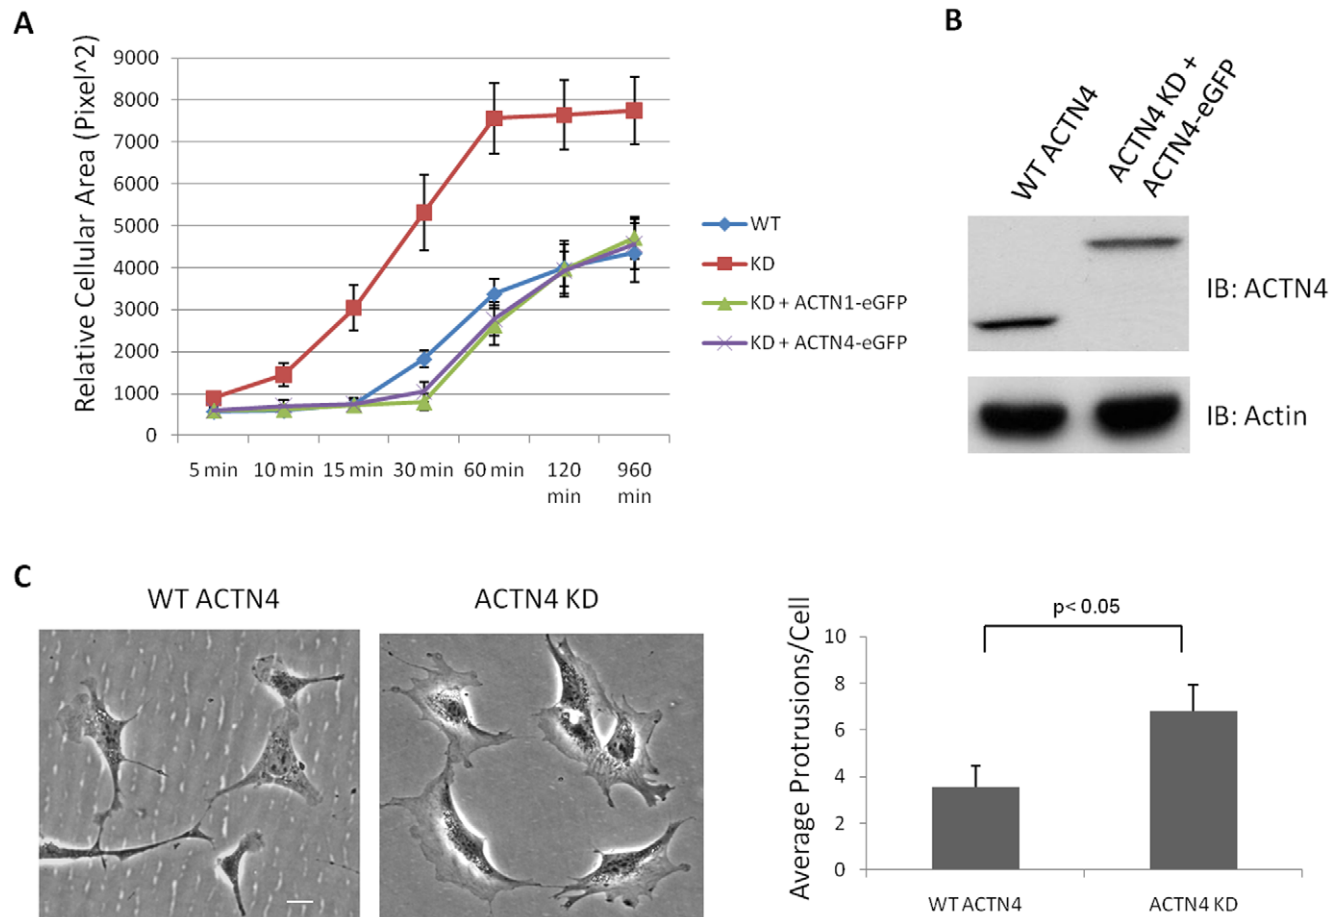 A
Relative Cellular Area (Pixel^2)
9000
8000
7000
6000
5000
4000
3000
2000
1000
0
5 min 10 min 15 min 30 min 60 min 120 min 960 min
WT
KD
KD + ACTN1-eGFP
KD + ACTN4-eGFP
B
WT ACTN4
ACTN4 KD +
ACTN4-eGFP
IB: ACTN4
IB: Actin
C
WT ACTN4
ACTN4 KD
Average Protrusions/Cell
p< 0.05
10
8
6
4
2
0
WT ACTN4
ACTN4 KD